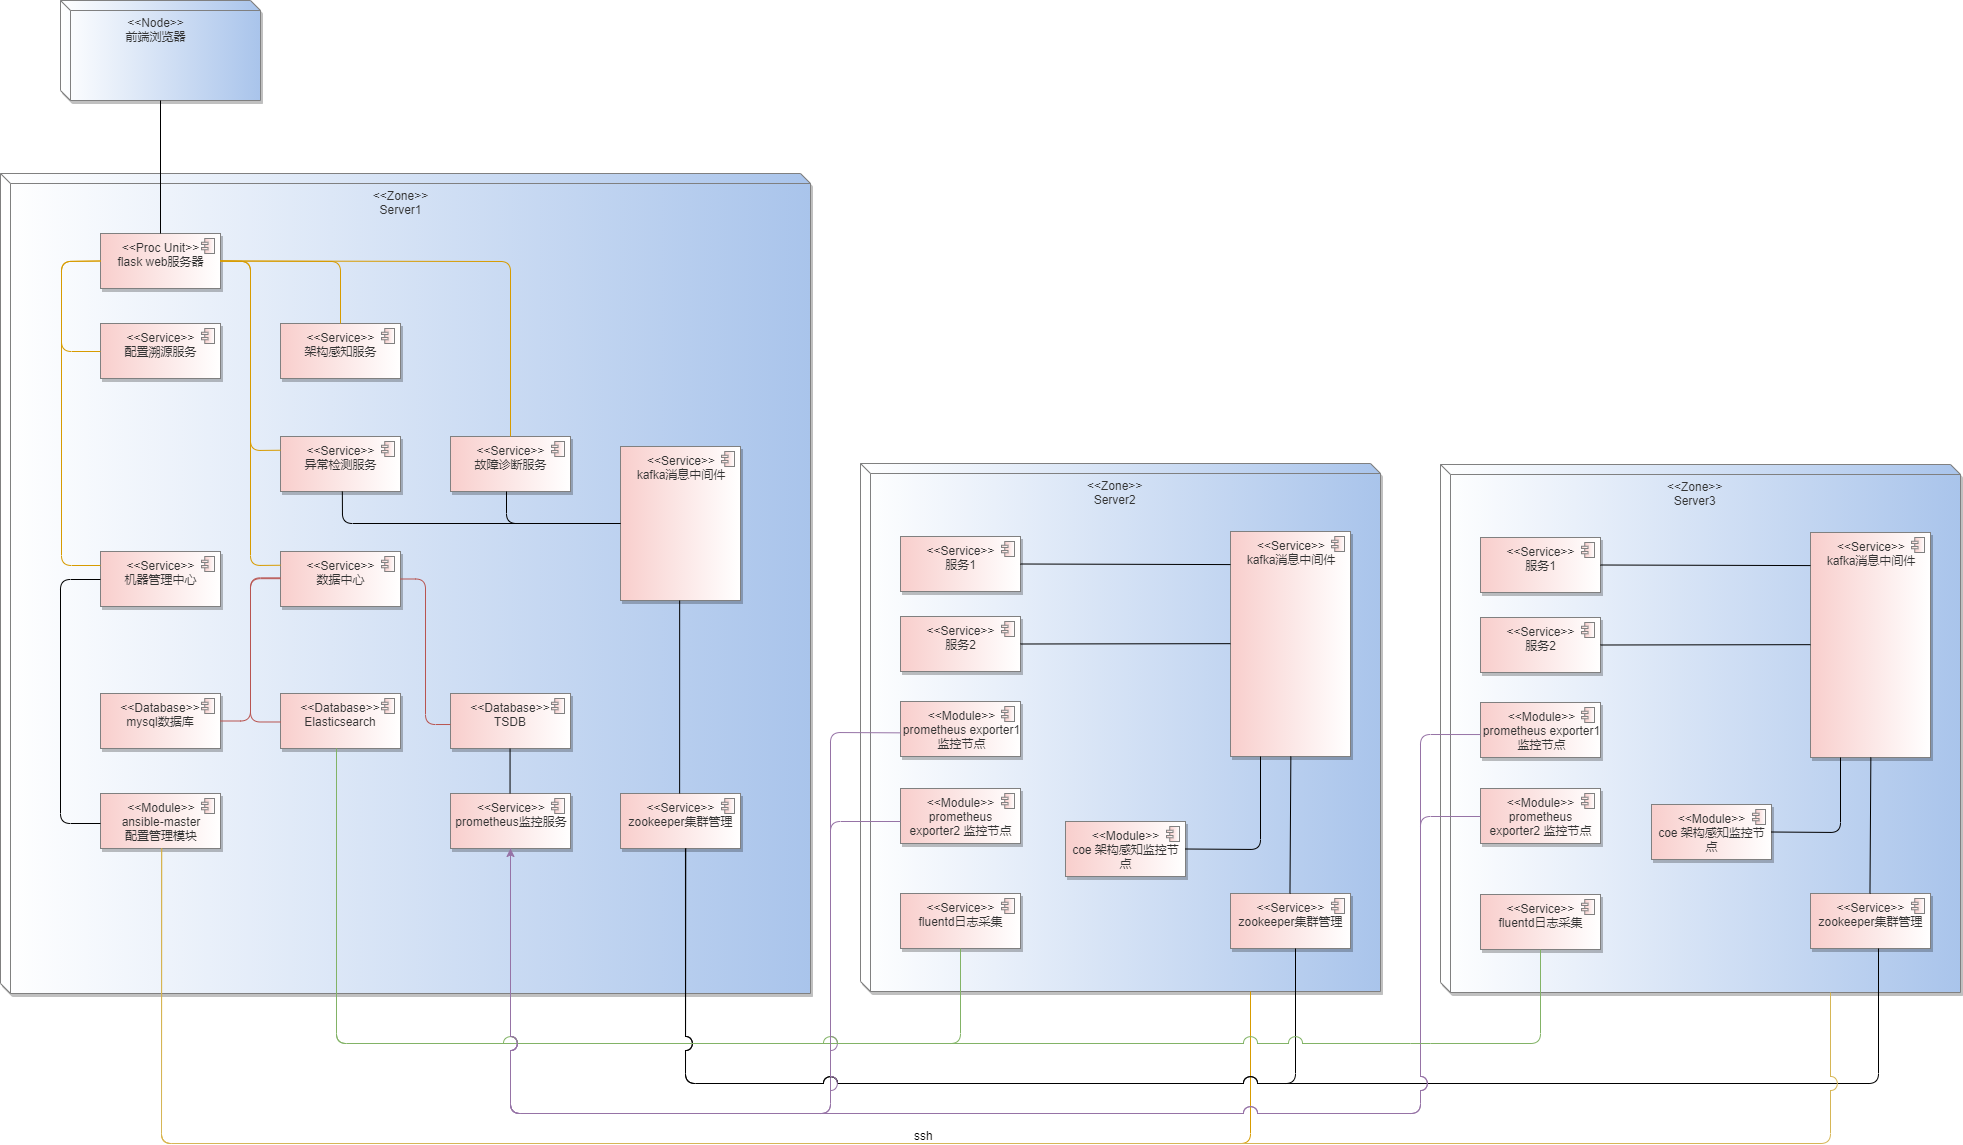 <<Node>>
前端浏览器
<<Zone>>
Server1
<<Proc Unit>>
flask web服务器
<<Service>>
配置溯源服务
<<Service>>
架构感知服务
<<Service>>
异常检测服务
<<Service>>
故障诊断服务
<<Service>>
kafka消息中间件
<<Service>>
机器管理中心
<<Service>>
数据中心
<<Database>>
mysql数据库
<<Database>>
Elasticsearch
<<Database>>
TSDB
<<Module>>
ansible-master
配置管理模块
<<Service>>
prometheus监控服务
<<Service>>
zookeeper集群管理
<<Zone>>
Server2
<<Service>>
服务1
<<Service>>
kafka消息中间件
<<Service>>
服务2
<<Module>>
prometheus exporter1
监控节点
<<Module>>
prometheus
exporter2 监控节点
<<Module>>
coe 架构感知监控节
点
<<Service>>
fluentd日志采集
<<Service>>
zookeeper集群管理
<<Zone>>
Server3
<<Service>>
服务1
<<Service>>
kafka消息中间件
<<Service>>
服务2
<<Module>>
prometheus exporter1
监控节点
<<Module>>
prometheus
exporter2 监控节点
<<Module>>
coe 架构感知监控节
点
<<Service>>
fluentd日志采集
<<Service>>
zookeeper集群管理
ssh